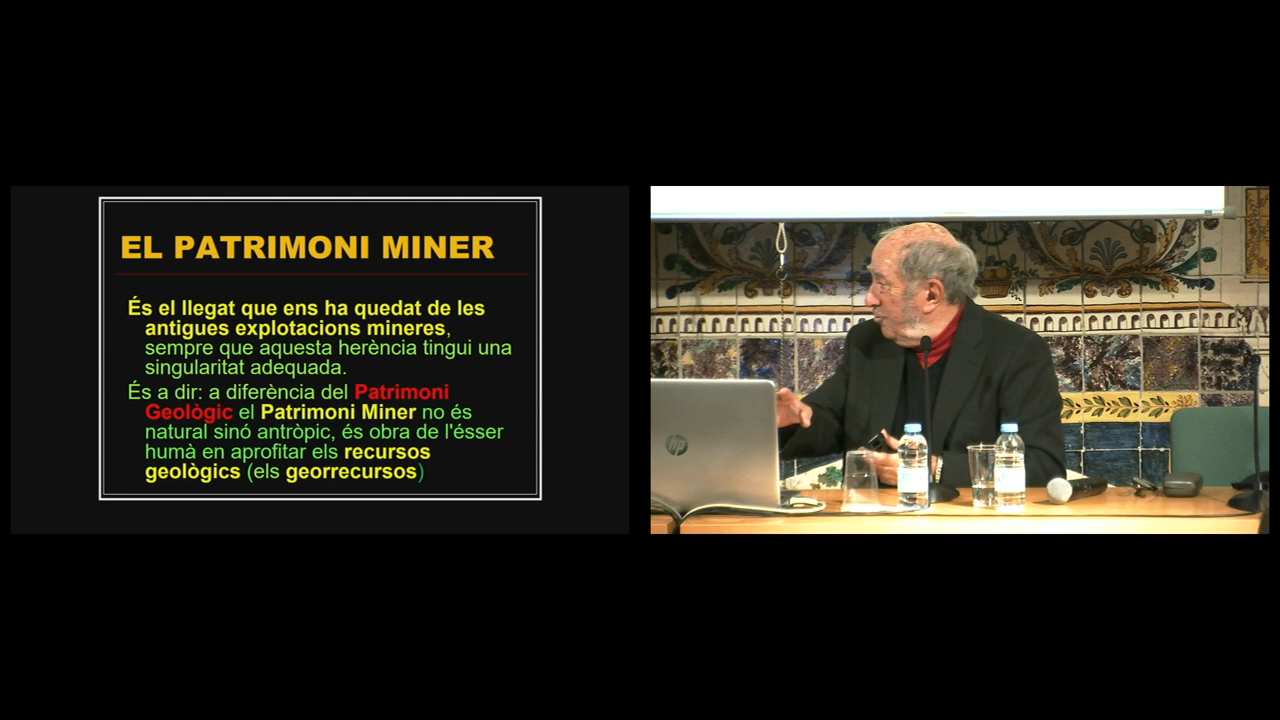 EL PATRIMONI MINER
És el llegat que ens ha quedat de les
antigues explotacions mineres,
sempre que aquesta herència tingui una
singularitat adequada.
És a dir: a diferència del Patrimoni
Geològic el Patrimoni Miner no és
natural sinó antròpic, és obra de l'ésser
humà en aprofitar els recursos
geològics (els georrecursos)
hp